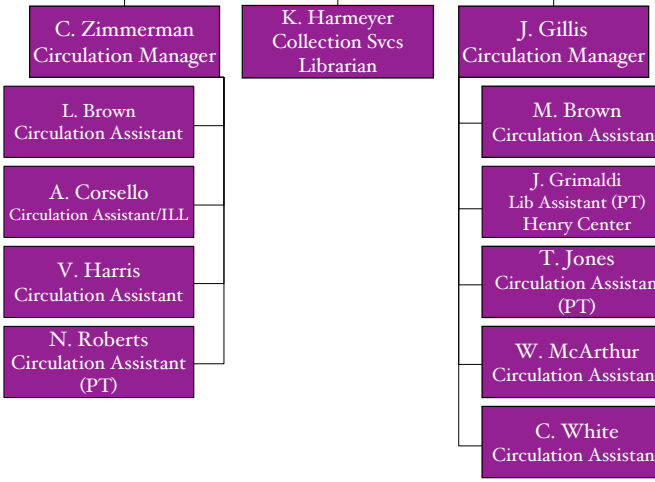 C. Zimmerman
Circulation Manager
K. Harmeyer
Collection Svcs
Librarian
J. Gillis
Circulation Manager
L. Brown
Circulation Assistant
A. Corsello
Circulation Assistant/ILL
V. Harris
Circulation Assistant
N. Roberts
Circulation Assistant
(PT)
M. Brown
Circulation Assistan
J. Grimaldi
Lib Assistant (PT)
Henry Center
T. Jones
Circulation Assistan
(PT)
W. McArthur
Circulation Assistan
C. White
Circulation Assistan